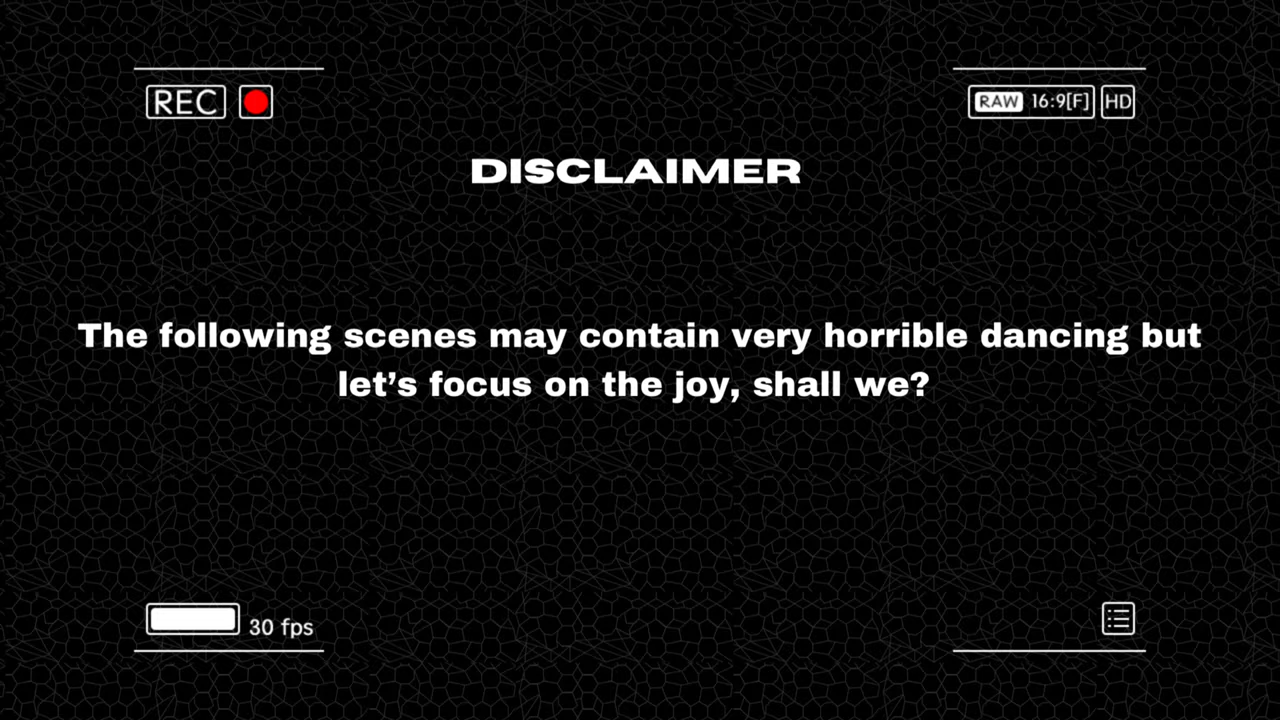 REC
RAW 16:9[F] HD
DISCLAIMER
The following scenes may contain very horrible dancing but
let’s focus on the joy, shall we?
30 fps